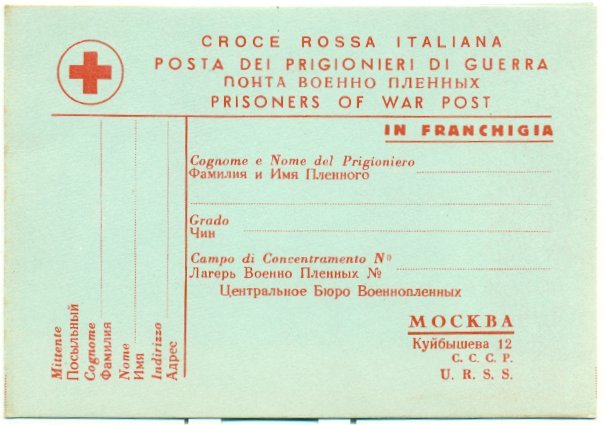 CROCE ROSSA ITALIANA
POSTA DEI PRIGIONIERI DI GUERRA
ПОНТА ВОЕННО ПЛЕННЫХ
PRISONERS OF WAR POST
IN FRANCHIGIA
Cognome e Nome del Prigioniero
Фамилия и Имя Пленного
Grado
Чин
Campo di Concentramento Nº
Лагерь Военно Пленных №
Центральное Бюро Военнопленных
МОСКВА
Куйбышева 12
С. С. С. Р.
U. R. S. S.
Mittente
Посыльный
Cognome
Фамилия
Nome
Имя
Indirizzo
Адрес